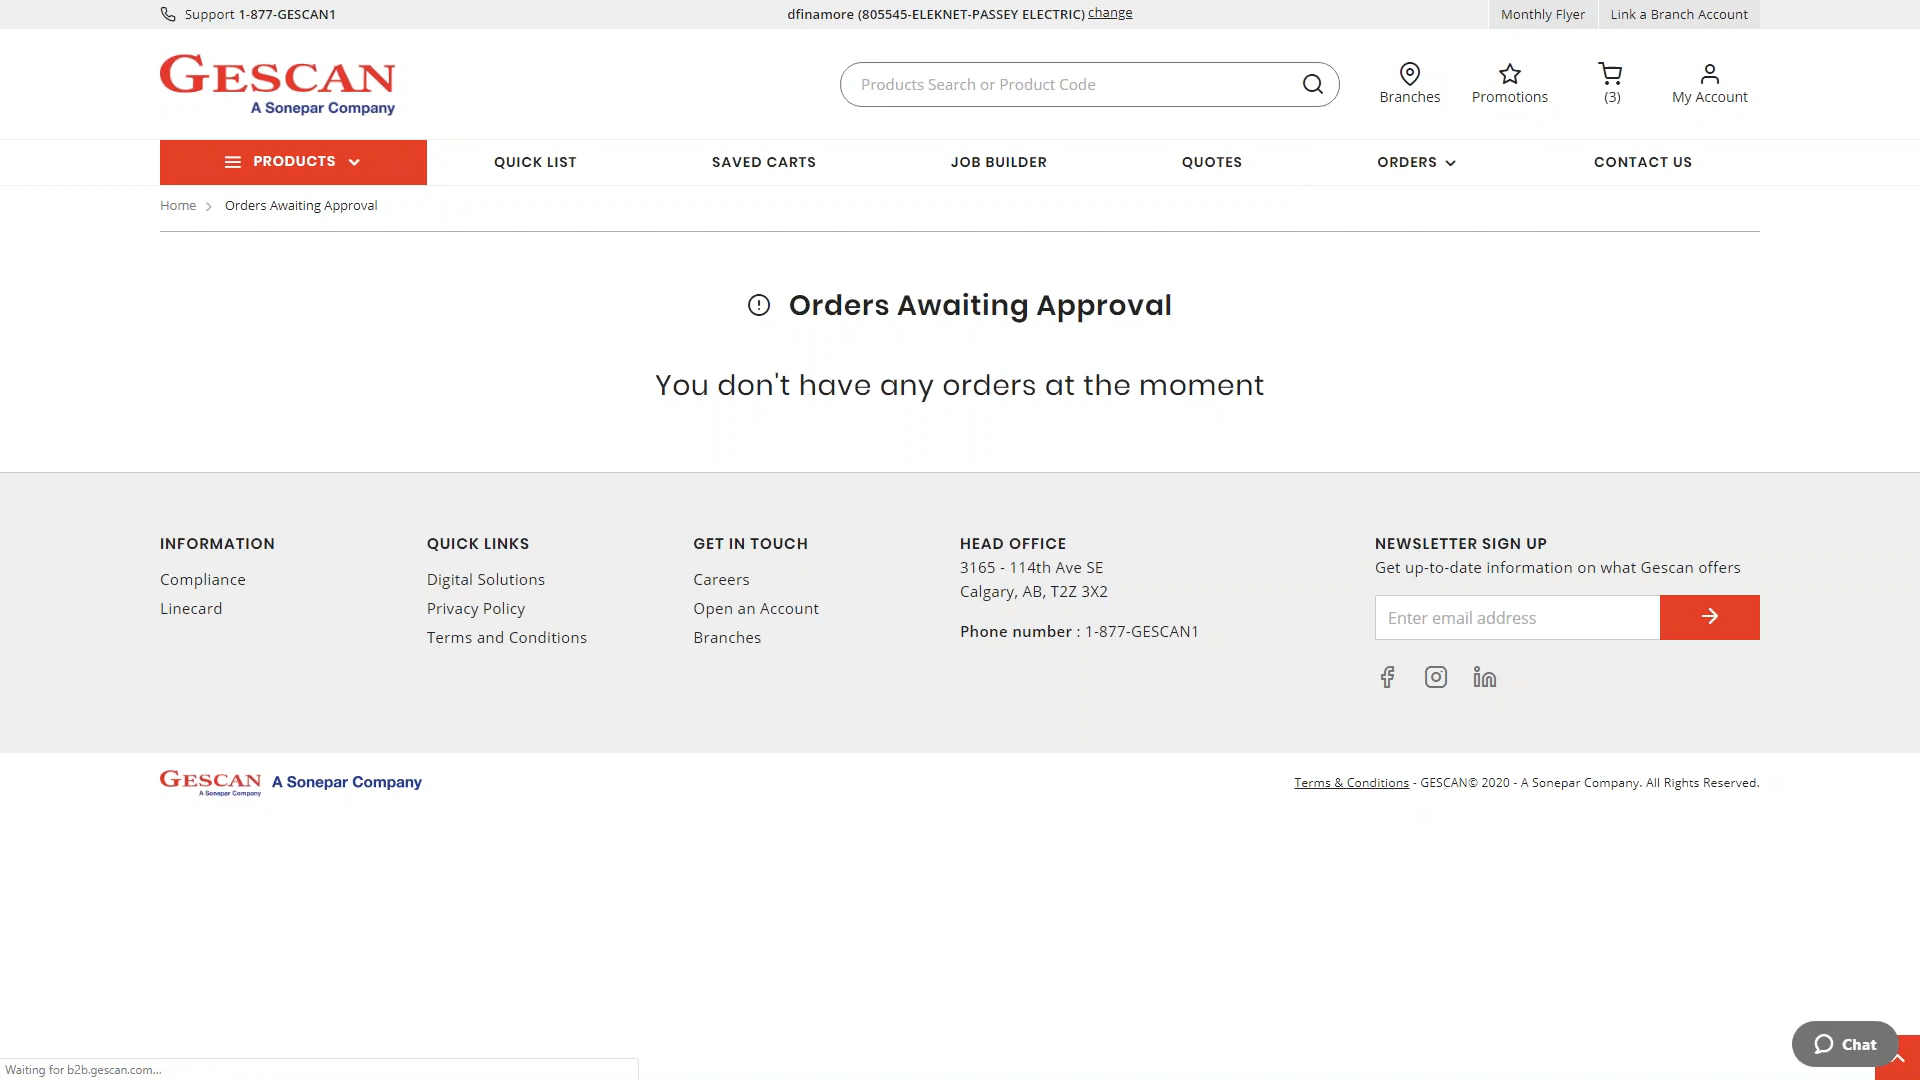 Support 1-877-GESCAN1
dfinamore (805545-ELEKNET-PASSEY ELECTRIC) change
Monthly Flyer
Link a Branch Account
GESCAN
A Sonepar Company
Products Search or Product Code
Branches
Promotions
(3)
My Account
PRODUCTS
QUICK LIST
SAVED CARTS
JOB BUILDER
QUOTES
ORDERS
CONTACT US
Home
Orders Awaiting Approval
Orders Awaiting Approval
You don't have any orders at the moment
INFORMATION
Compliance
Linecard
QUICK LINKS
Digital Solutions
Privacy Policy
Terms and Conditions
GET IN TOUCH
Careers
Open an Account
Branches
HEAD OFFICE
3165 - 114th Ave SE
Calgary, AB, T2Z 3X2
Phone number : 1-877-GESCAN1
NEWSLETTER SIGN UP
Get up-to-date information on what Gescan offers
Enter email address
GESCAN
A Sonepar Company
A Sonepar Company
Terms & Conditions - GESCAN© 2020 - A Sonepar Company. All Rights Reserved.
Chat
Waiting for b2b.gescan.com...